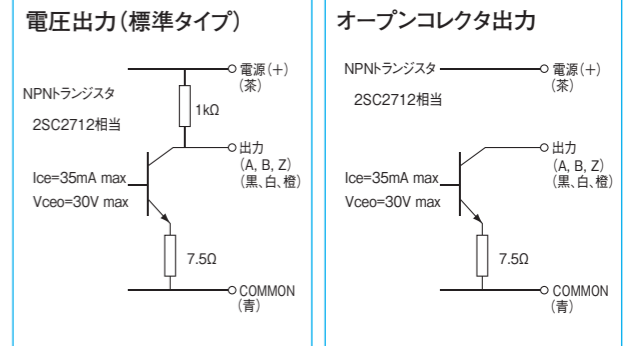 電圧出力(標準タイプ)
電源(+)
(茶)
NPNトランジスタ
2SC2712相当
1kΩ
出力
(A, B, Z)
(黒、白、橙)
Ice=35mA max
Vceo=30V max
7.5Ω
COMMON
(青)
オープンコレクタ出力
NPNトランジスタ
電源(+)
(茶)
2SC2712相当
出力
(A, B, Z)
(黒、白、橙)
Ice=35mA max
Vceo=30V max
7.5Ω
COMMON
(青)